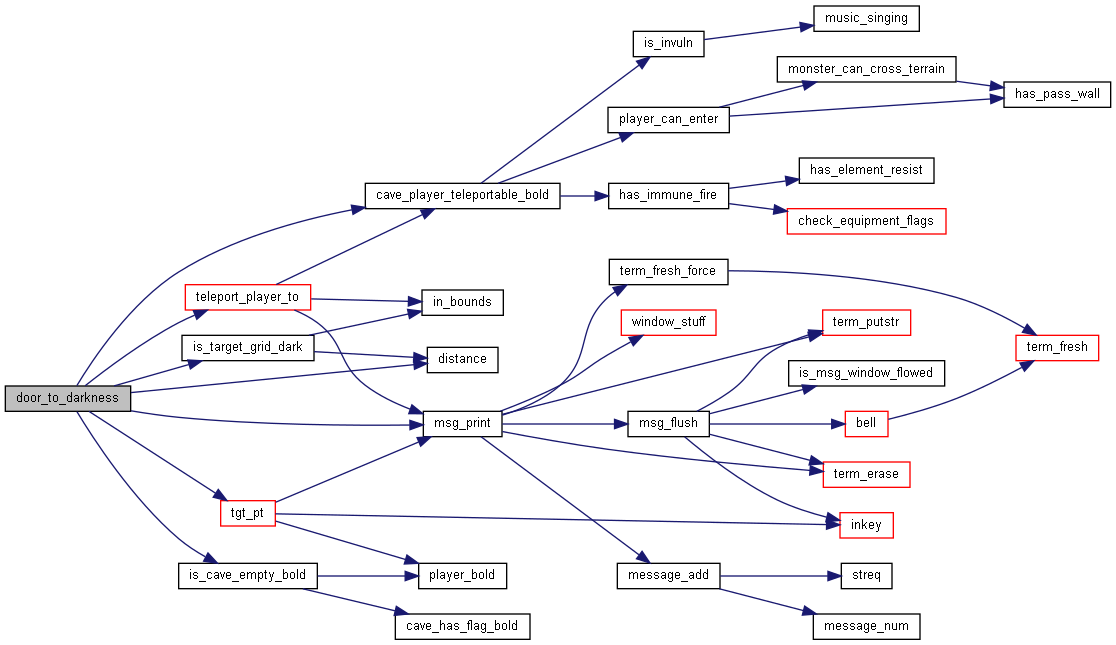 music_singing
is_invuln
monster_can_cross_terrain
has_pass_wall
player_can_enter
has_element_resist
cave_player_teleportable_bold
has_immune_fire
check_equipment_flags
term_fresh_force
teleport_player_to
in_bounds
window_stuff
term_putstr
is_target_grid_dark
distance
term_fresh
is_msg_window_flowed
door_to_darkness
msg_print
msg_flush
bell
term_erase
tgt_pt
inkey
is_cave_empty_bold
player_bold
message_add
streq
cave_has_flag_bold
message_num